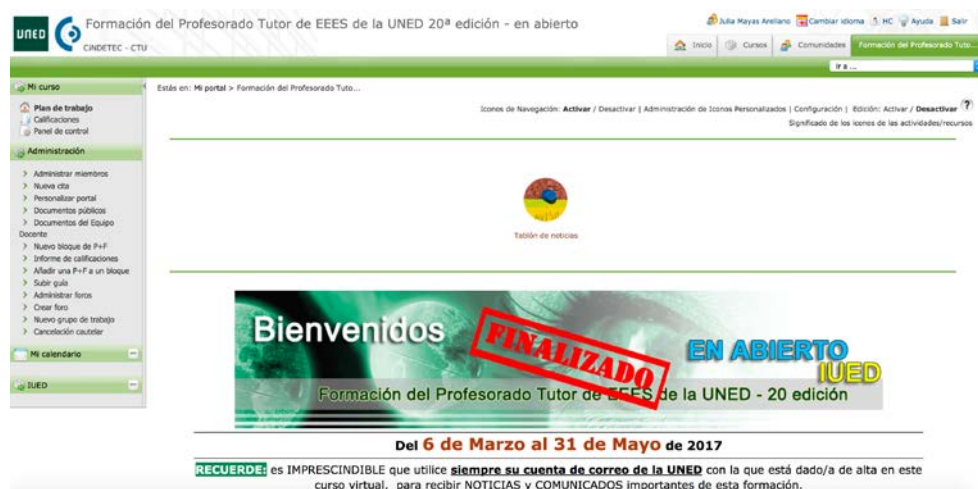 UNED
Formación del Profesorado Tutor de EEES de la UNED 20ª edición - en abierto
CiNDETEC - CTU
Julia Mayas Arellano Cambiar idioma HC Ayuda Salir
Inicio Cursos Comunidades Formación del Profesorado Tuto...
Ir a ...
Mi curso
Plan de trabajo
Calificaciones
Panel de control
Administración
Administrar miembros
Nueva cita
Personalizar portal
Documentos públicos
Documentos del Equipo
Docente
Nuevo bloque de P+F
Informe de calificaciones
Añadir una P+F a un bloque
Subir guía
Administrar foros
Crear foro
Nuevo grupo de trabajo
Cancelación cautelar
Mi calendario
IUED
Estás en: Mi portal > Formación del Profesorado Tuto...
Iconos de Navegación: Activar / Desactivar | Administración de Iconos Personalizados | Configuración | Edición: Activar / Desactivar ?
Significado de los iconos de las actividades/recursos
Tablón de noticias
Bienvenidos
FINALIZADO
EN ABIERTO
IUED
Formación del Profesorado Tutor de EEES de la UNED - 20 edición
Del 6 de Marzo al 31 de Mayo de 2017
RECUERDE: es IMPRESCINDIBLE que utilice siempre su cuenta de correo de la UNED con la que está dado/a de alta en este
curso virtual, para recibir NOTICIAS y COMUNICADOS importantes de esta formación.